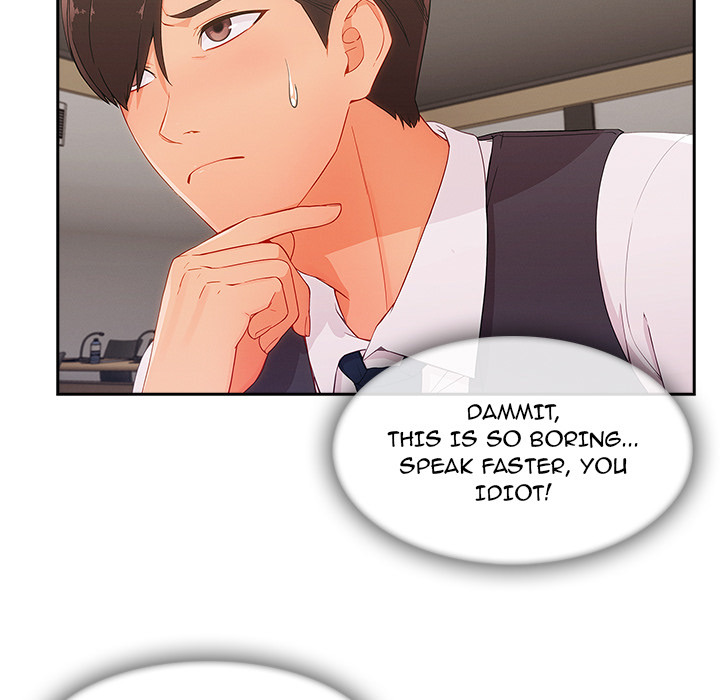 DAMMIT,
THIS IS SO BORING...
SPEAK FASTER, YOU
IDIOT!